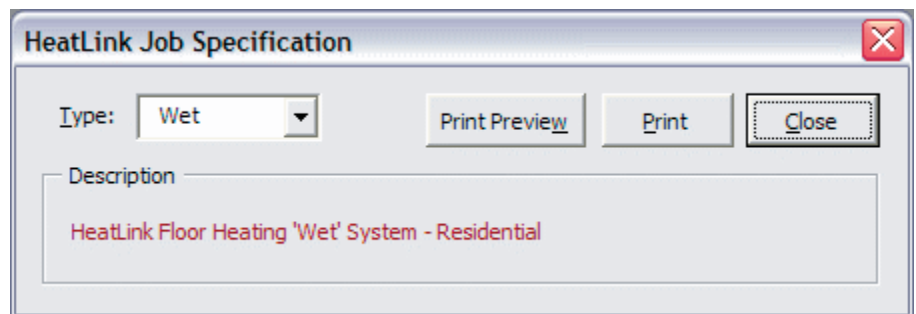 HeatLink Job Specification
Type: Wet Print Preview Print Close
Description
HeatLink Floor Heating 'Wet' System - Residential